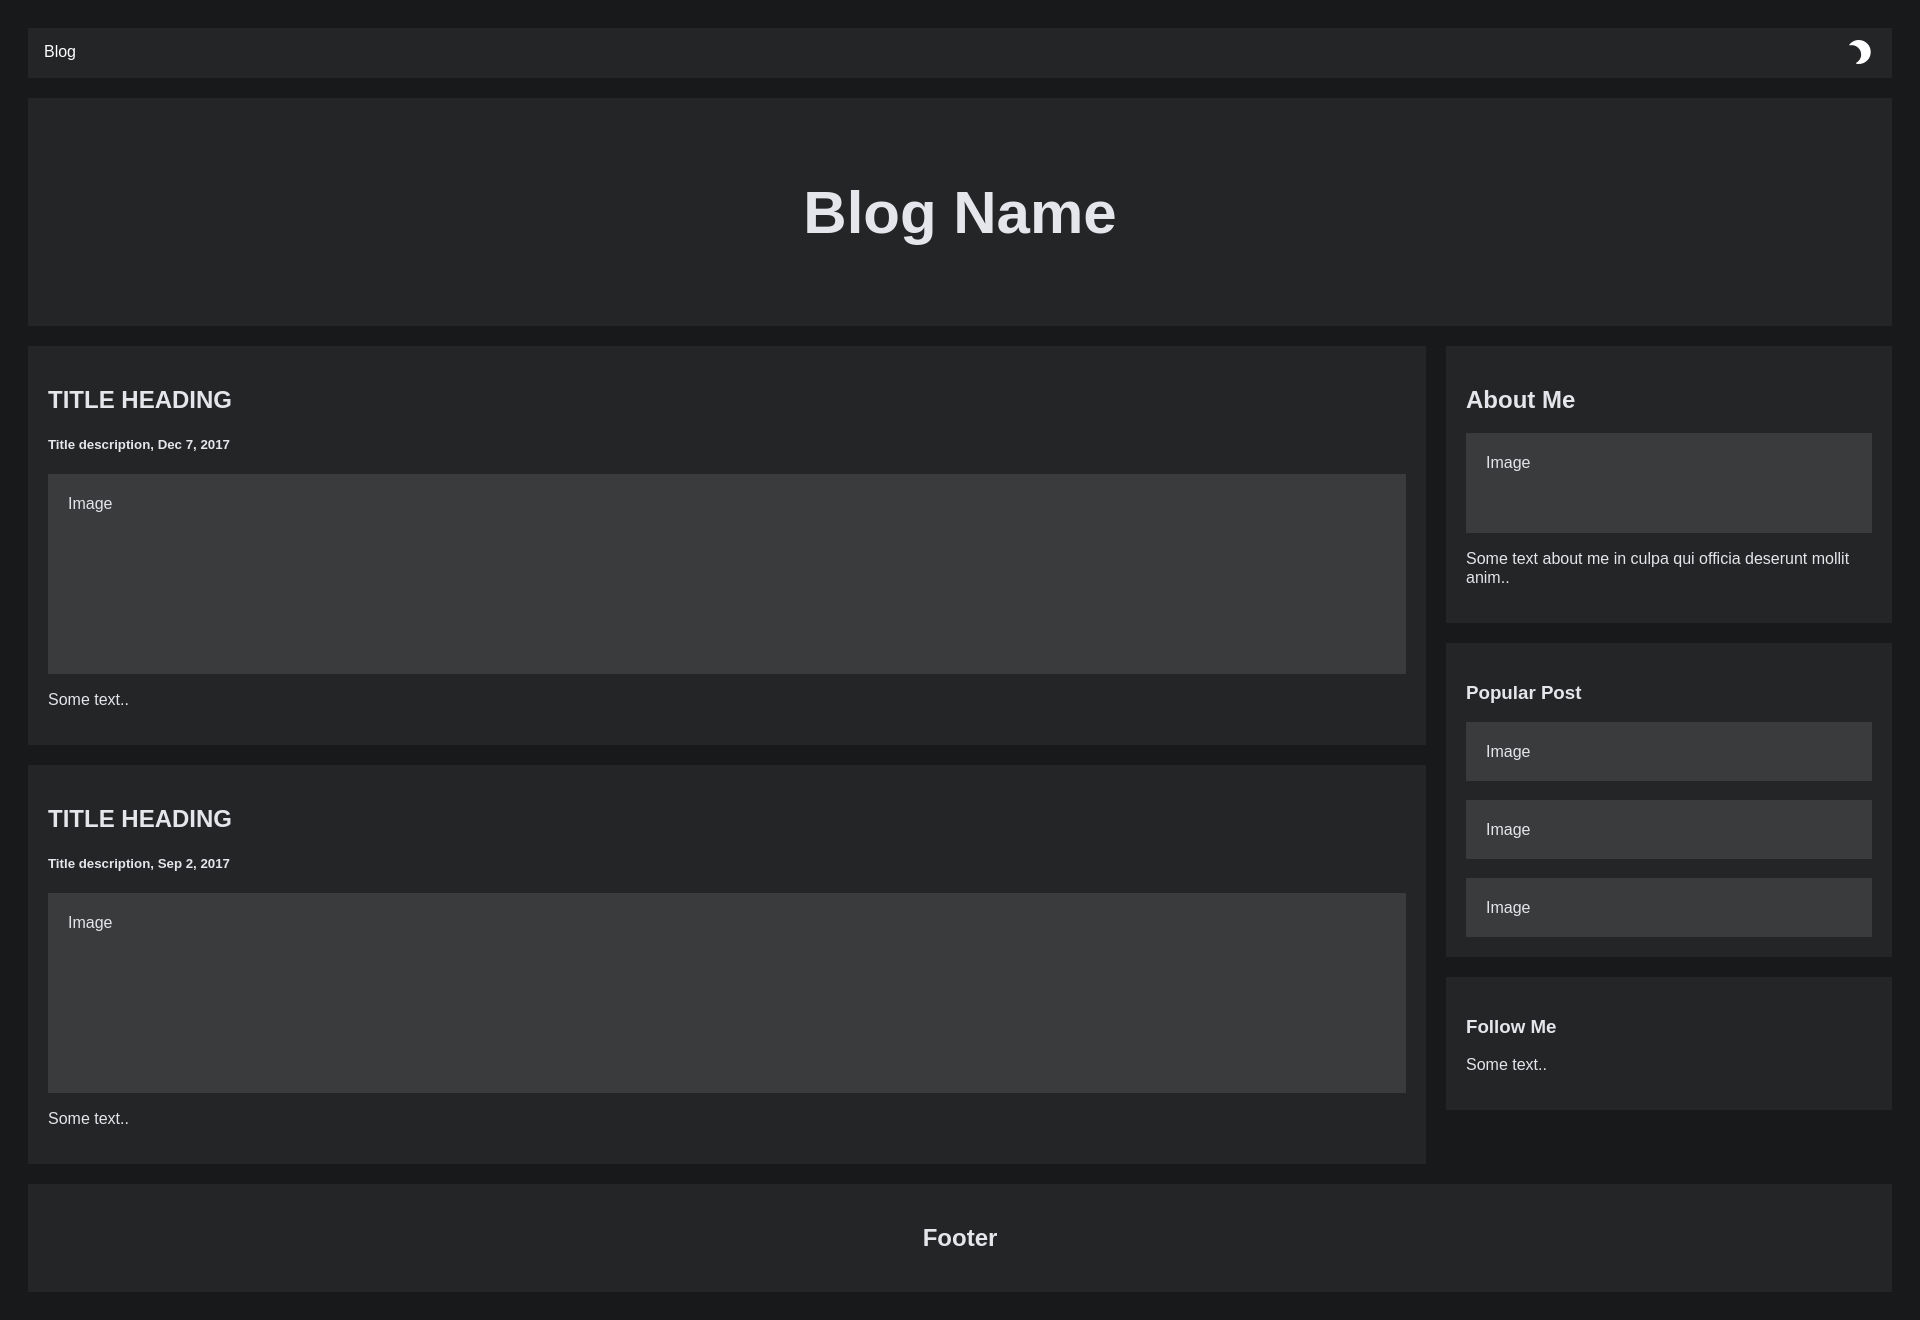 Blog
Blog Name
TITLE HEADING
Title description, Dec 7, 2017
Image
Some text..
TITLE HEADING
Title description, Sep 2, 2017
Image
Some text..
About Me
Image
Some text about me in culpa qui officia deserunt mollit
anim..
Popular Post
Image
Image
Image
Follow Me
Some text..
Footer